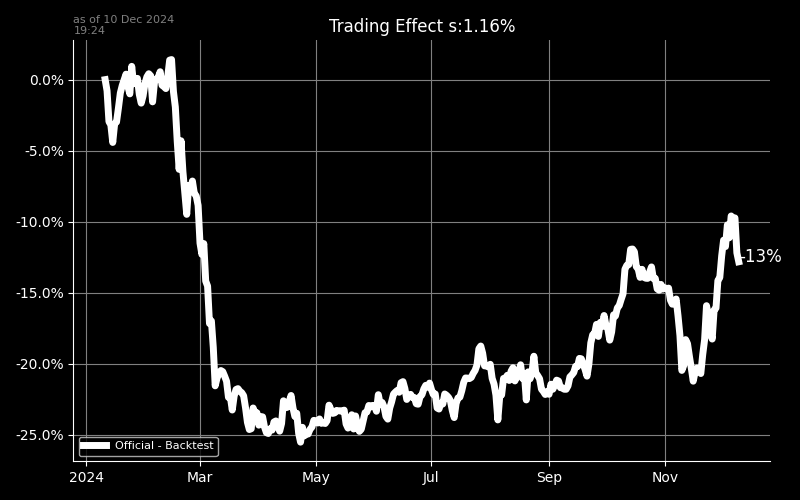 as of 10 Dec 2024
19:24
Trading Effect s:1.16%
0.0%
-5.0%
-10.0%
-13%
-15.0%
-20.0%
-25.0%
Official - Backtest
2024 Mar May Jul Sep Nov